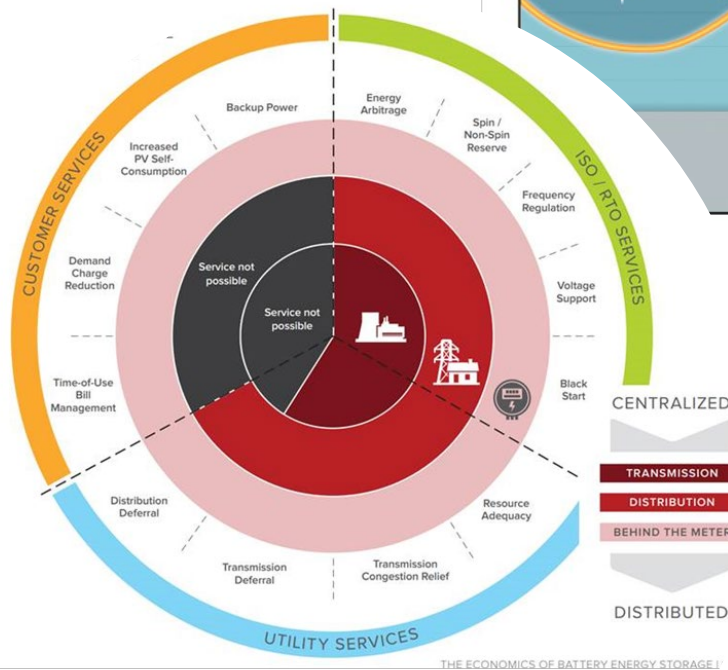 CUSTOMER SERVICES
ISO / RTO SERVICES
UTILITY SERVICES
Backup Power
Energy
Arbitrage
Spin /
Non-Spin
Reserve
Increased
PV Self-
Consumption
Frequency
Regulation
Demand
Charge
Reduction
Service not
possible
Service not
possible
Voltage
Support
Time-of-Use
Bill
Management
Black
Start
Distribution
Deferral
Resource
Adequacy
Transmission
Deferral
Transmission
Congestion Relief
CENTRALIZED
TRANSMISSION
DISTRIBUTION
BEHIND THE METER
DISTRIBUTED
THE ECONOMICS OF BATTERY ENERGY STORAGE |